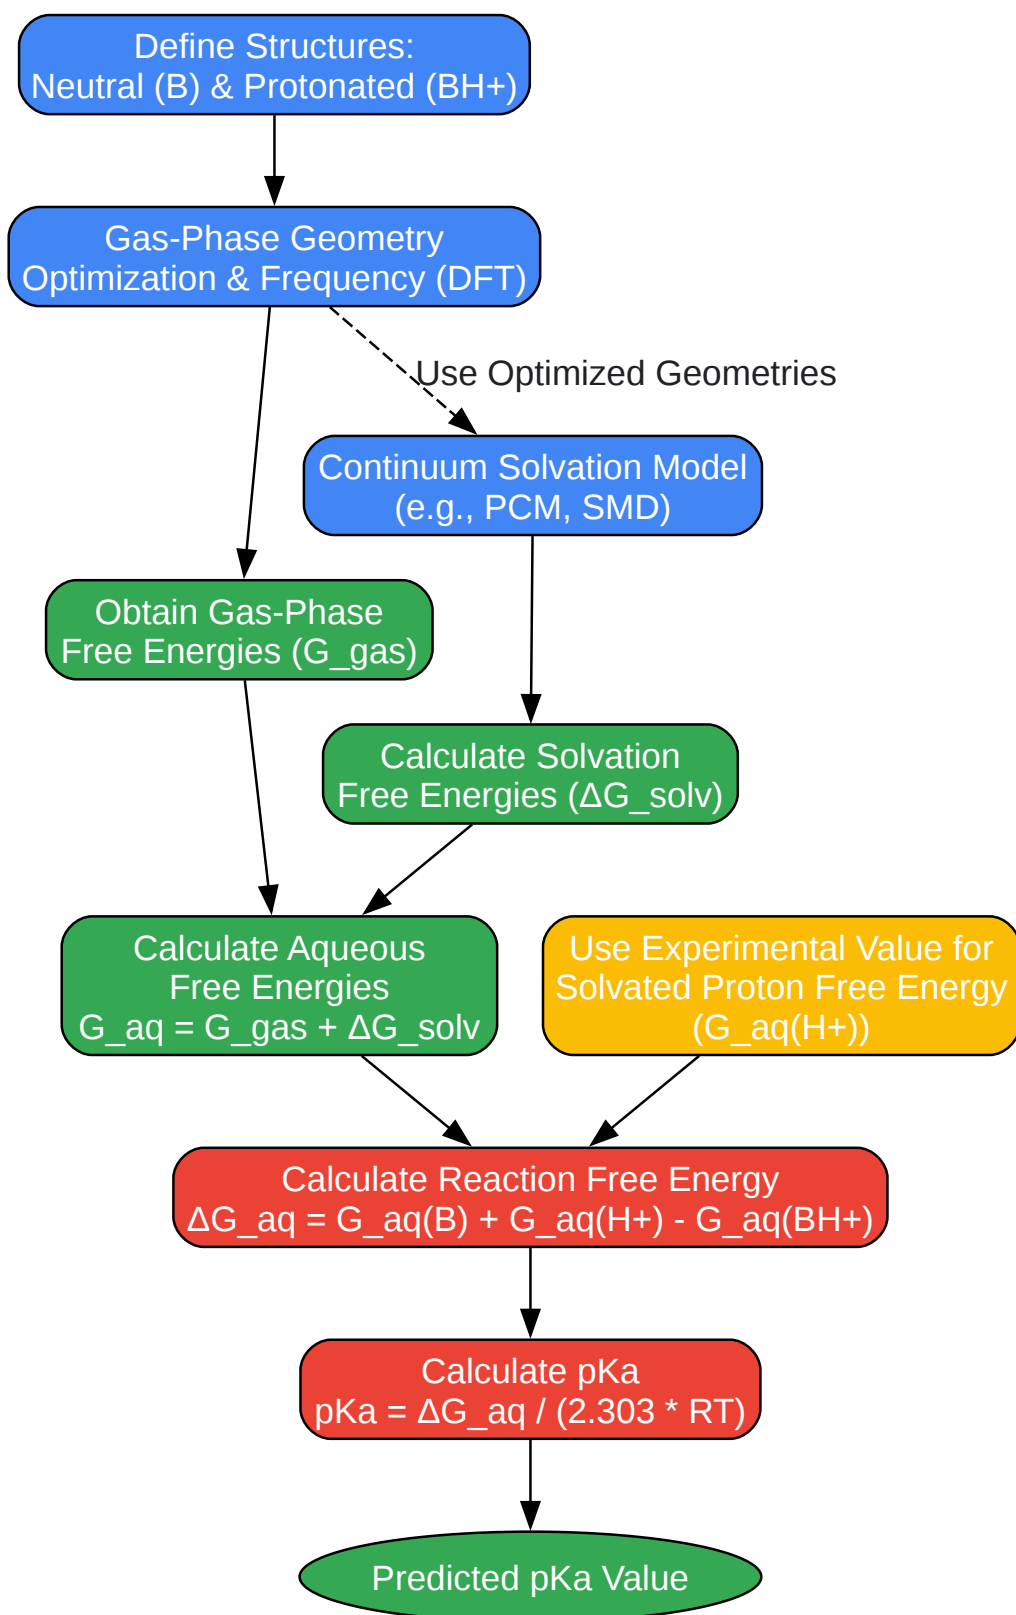 Define Structures:
Neutral (B) & Protonated (BH+)
Gas-Phase Geometry
Optimization & Frequency (DFT)
Use Optimized Geometries
Continuum Solvation Model
(e.g., PCM, SMD)
Obtain Gas-Phase
Free Energies (G_gas)
Calculate Solvation
Free Energies (ΔG_solv)
Calculate Aqueous
Free Energies
G_aq = G_gas + ΔG_solv
Use Experimental Value for
Solvated Proton Free Energy
(G_aq(H+))
Calculate Reaction Free Energy
ΔG_aq = G_aq(B) + G_aq(H+) - G_aq(BH+)
Calculate pKa
pKa = ΔG_aq / (2.303 * RT)
Predicted pKa Value